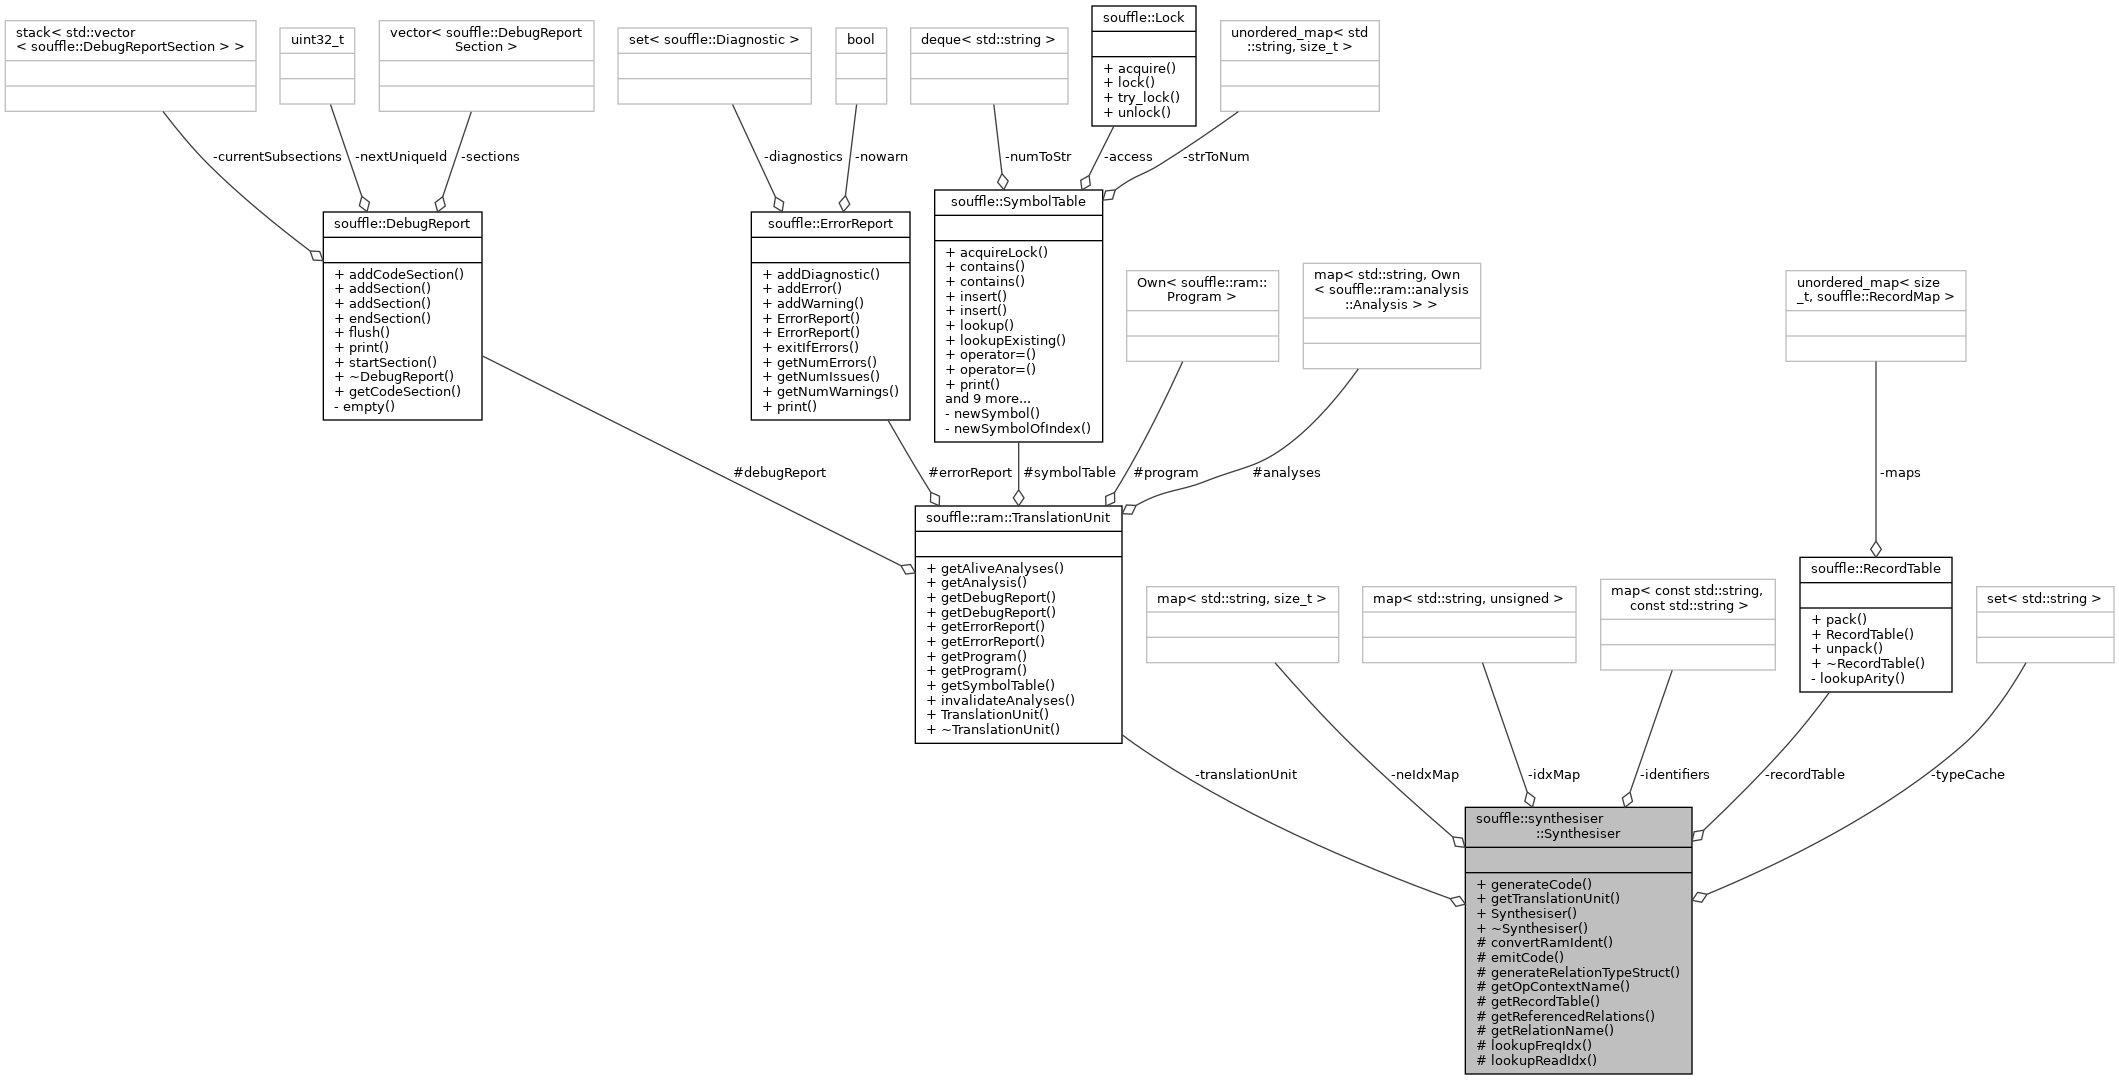 stack< std::vector
< souffle::DebugReportSection > >
uint32_t
vector< souffle::DebugReport
Section >
set< souffle::Diagnostic >
bool
deque< std::string >
souffle::Lock
+ acquire()
+ lock()
+ try_lock()
+ unlock()
unordered_map< std
::string, size_t >
-currentSubsections
-nextUniqueId
-sections
-diagnostics
-nowarn
-numToStr
-access
-strToNum
souffle::DebugReport
+ addCodeSection()
+ addSection()
+ addSection()
+ endSection()
+ flush()
+ print()
+ startSection()
+ ~DebugReport()
+ getCodeSection()
- empty()
souffle::ErrorReport
+ addDiagnostic()
+ addError()
+ addWarning()
+ ErrorReport()
+ ErrorReport()
+ exitIfErrors()
+ getNumErrors()
+ getNumIssues()
+ getNumWarnings()
+ print()
souffle::SymbolTable
+ acquireLock()
+ contains()
+ contains()
+ insert()
+ insert()
+ lookup()
+ lookupExisting()
+ operator=()
+ operator=()
+ print()
and 9 more...
- newSymbol()
- newSymbolOfIndex()
Own< souffle::ram::
Program >
map< std::string, Own
< souffle::ram::analysis
::Analysis > >
unordered_map< size
_t, souffle::RecordMap >
#debugReport
#errorReport
#symbolTable
#program
#analyses
-maps
souffle::ram::TranslationUnit
+ getAliveAnalyses()
+ getAnalysis()
+ getDebugReport()
+ getDebugReport()
+ getErrorReport()
+ getErrorReport()
+ getProgram()
+ getProgram()
+ getSymbolTable()
+ invalidateAnalyses()
+ TranslationUnit()
+ ~TranslationUnit()
map< std::string, size_t >
map< std::string, unsigned >
map< const std::string,
const std::string >
souffle::RecordTable
+ pack()
+ RecordTable()
+ unpack()
+ ~RecordTable()
- lookupArity()
set< std::string >
-translationUnit
-neIdxMap
-idxMap
-identifiers
-recordTable
-typeCache
souffle::synthesiser
::Synthesiser
+ generateCode()
+ getTranslationUnit()
+ Synthesiser()
+ ~Synthesiser()
# convertRamIdent()
# emitCode()
# generateRelationTypeStruct()
# getOpContextName()
# getRecordTable()
# getReferencedRelations()
# getRelationName()
# lookupFreqIdx()
# lookupReadIdx()